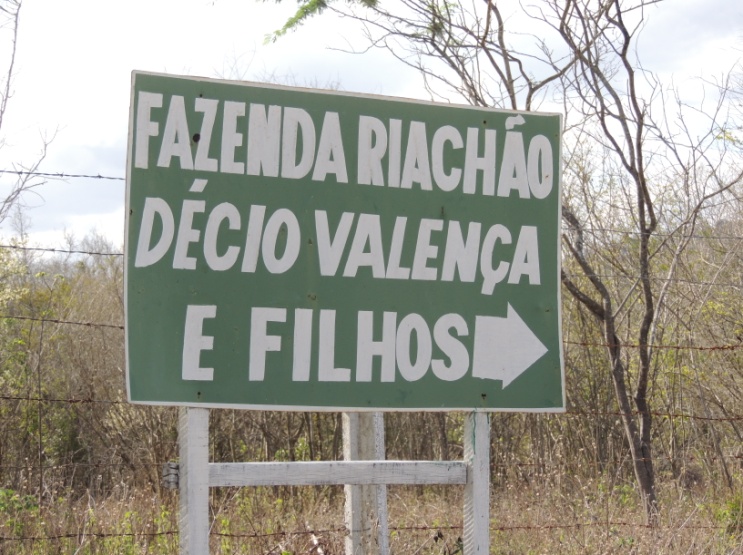 FAZENDA RIACHÃO
DÉCIO VALENÇA
E FILHOS